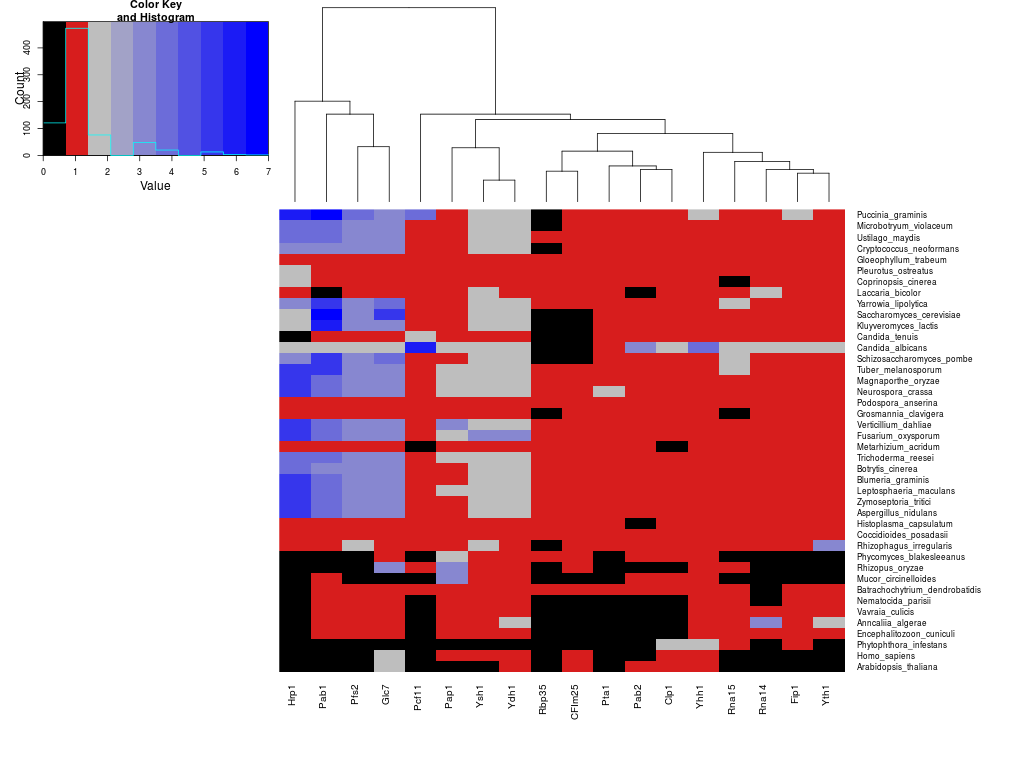 Color Key
and Histogram
Count
0 100 200 300 400
0 1 2 3 4 5 6 7
Value
Puccinia_graminis
Microbotryum_violaceum
Ustilago_maydis
Cryptococcus_neoformans
Gloeophyllum_trabeum
Pleurotus_ostreatus
Coprinopsis_cinerea
Laccaria_bicolor
Yarrowia_lipolytica
Saccharomyces_cerevisiae
Kluyveromyces_lactis
Candida_tenuis
Candida_albicans
Schizosaccharomyces_pombe
Tuber_melanosporum
Magnaporthe_oryzae
Neurospora_crassa
Podospora_anserina
Grosmannia_clavigera
Verticillium_dahliae
Fusarium_oxysporum
Metarhizium_acridum
Trichoderma_reesei
Botrytis_cinerea
Blumeria_graminis
Leptosphaeria_maculans
Zymoseptoria_tritici
Aspergillus_nidulans
Histoplasma_capsulatum
Coccidioides_posadasii
Rhizophagus_irregularis
Phycomyces_blakesleeanus
Rhizopus_oryzae
Mucor_circinelloides
Batrachochytrium_dendrobatidis
Nematocida_parisii
Vavraia_culicis
Anncaliia_algerae
Encephalitozoon_cuniculi
Phytophthora_infestans
Homo_sapiens
Arabidopsis_thaliana
Hrp1 Pab1 Pfs2 Glc7 Pcf11 Pap1 Ysh1 Ydh1 Rbp35 CFIm25 Pta1 Pab2 Clp1 Yhh1 Rna15 Rna14 Fip1 Yth1